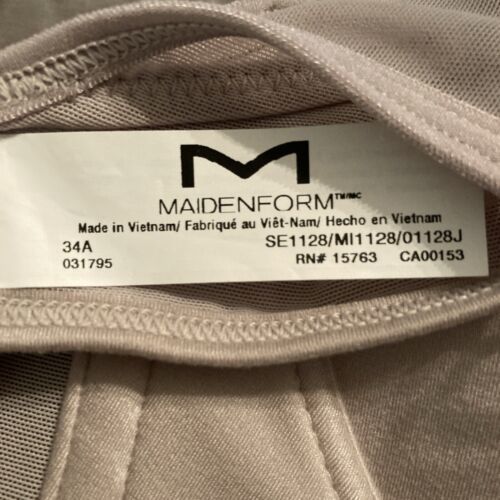 M
MAIDENFORM™/MC
Made in Vietnam/ Fabriqué au Viêt-Nam/ Hecho en Vietnam
34A SE1128/MI1128/01128J
031795 RN# 15763 CA00153